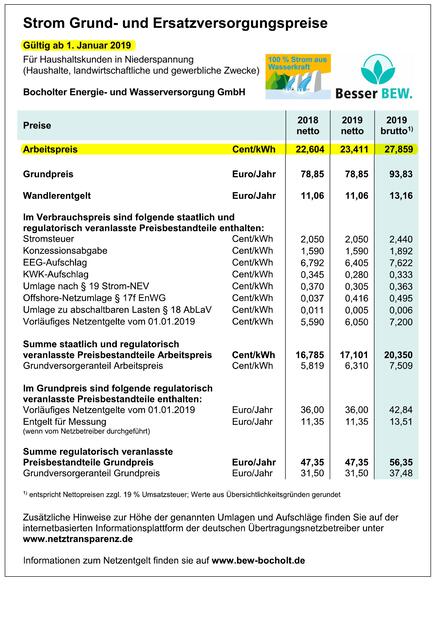 Strom Grund- und Ersatzversorgungspreise
Gültig ab 1. Januar 2019
Für Haushaltskunden in Niederspannung
(Haushalte, landwirtschaftliche und gewerbliche Zwecke)
Bocholter Energie- und Wasserversorgung GmbH
100 % Strom aus
Wasserkraft
Besser BEW.
Preise 2018 netto 2019 netto 2019 brutto1)
Arbeitspreis Cent/kWh 22,604 23,411 27,859
Grundpreis Euro/Jahr 78,85 78,85 93,83
Wandlerentgelt Euro/Jahr 11,06 11,06 13,16
Im Verbrauchspreis sind folgende staatlich und
regulatorisch veranlasste Preisbestandteile enthalten:
Stromsteuer Cent/kWh 2,050 2,050 2,440
Konzessionsabgabe Cent/kWh 1,590 1,590 1,892
EEG-Aufschlag Cent/kWh 6,792 6,405 7,622
KWK-Aufschlag Cent/kWh 0,345 0,280 0,333
Umlage nach § 19 Strom-NEV Cent/kWh 0,370 0,305 0,363
Offshore-Netzumlage § 17f EnWG Cent/kWh 0,037 0,416 0,495
Umlage zu abschaltbaren Lasten § 18 AbLaV Cent/kWh 0,011 0,005 0,006
Vorläufiges Netzentgelte vom 01.01.2019 Cent/kWh 5,590 6,050 7,200
Summe staatlich und regulatorisch
veranlasste Preisbestandteile Arbeitspreis Cent/kWh 16,785 17,101 20,350
Grundversorgeranteil Arbeitspreis Cent/kWh 5,819 6,310 7,509
Im Grundpreis sind folgende regulatorisch
veranlasste Preisbestandteile enthalten:
Vorläufiges Netzentgelte vom 01.01.2019 Euro/Jahr 36,00 36,00 42,84
Entgelt für Messung Euro/Jahr 11,35 11,35 13,51
(wenn vom Netzbetreiber durchgeführt)
Summe regulatorisch veranlasste
Preisbestandteile Grundpreis Euro/Jahr 47,35 47,35 56,35
Grundversorgeranteil Grundpreis Euro/Jahr 31,50 31,50 37,48
1) entspricht Nettopreisen zzgl. 19 % Umsatzsteuer; Werte aus Übersichtlichkeitsgründen gerundet
Zusätzliche Hinweise zur Höhe der genannten Umlagen und Aufschläge finden Sie auf der
internetbasierten Informationsplattform der deutschen Übertragungsnetzbetreiber unter
www.netztransparenz.de
Informationen zum Netzentgelt finden sie auf www.bew-bocholt.de